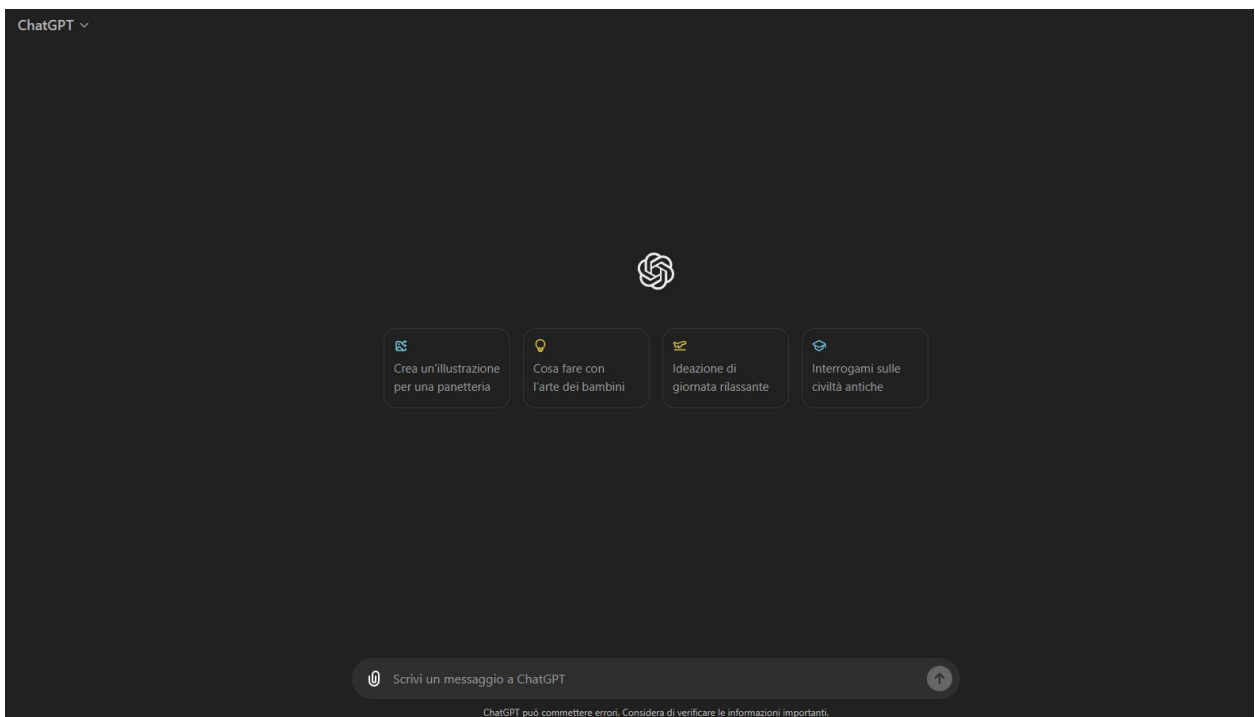 ChatGPT
Crea un'illustrazione
per una panetteria
Cosa fare con
l'arte dei bambini
Ideazione di
giornata rilassante
Interrogami sulle
civiltà antiche
Scrivi un messaggio a ChatGPT
ChatGPT può commettere errori. Considera di verificare le informazioni importanti.